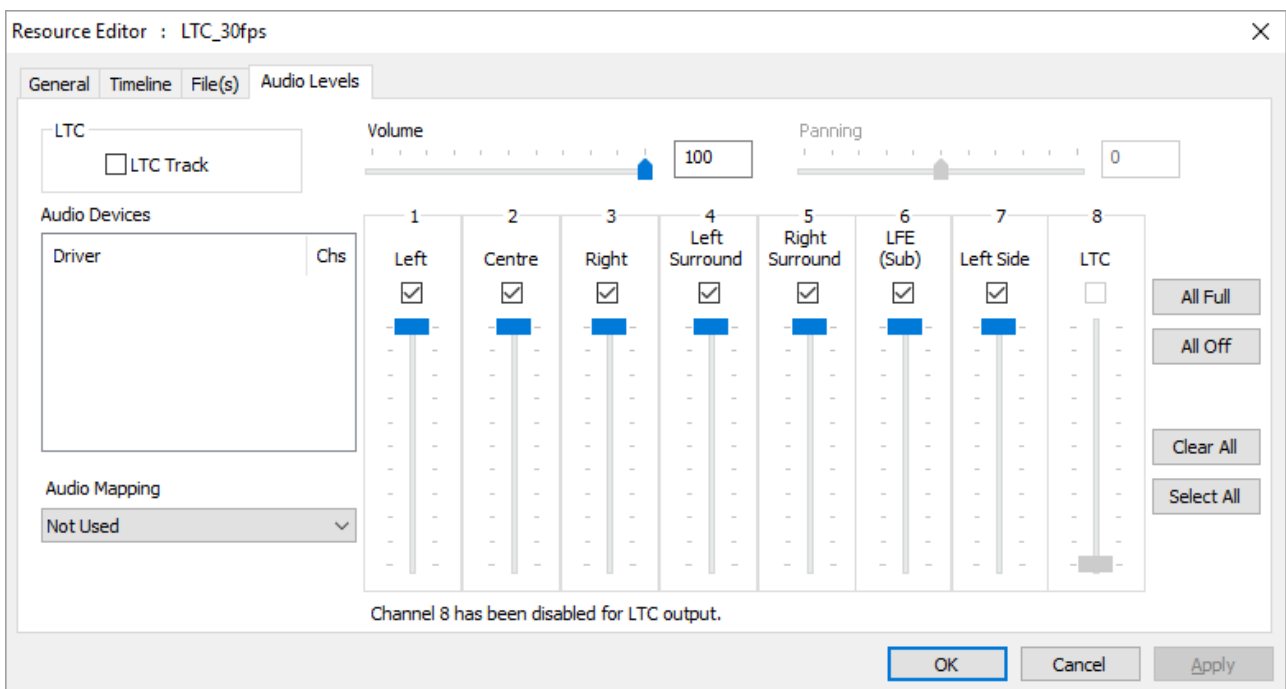 Resource Editor : LTC_30fps
General Timeline File(s) Audio Levels
LTC
LTC Track
Volume
100
Panning
0
Audio Devices
Driver Chs
Audio Mapping
Not Used
1 2 3 4 5 6 7 8
Left Centre Right Left Surround Right Surround LFE (Sub) Left Side LTC
All Full
All Off
Clear All
Select All
Channel 8 has been disabled for LTC output.
OK Cancel Apply